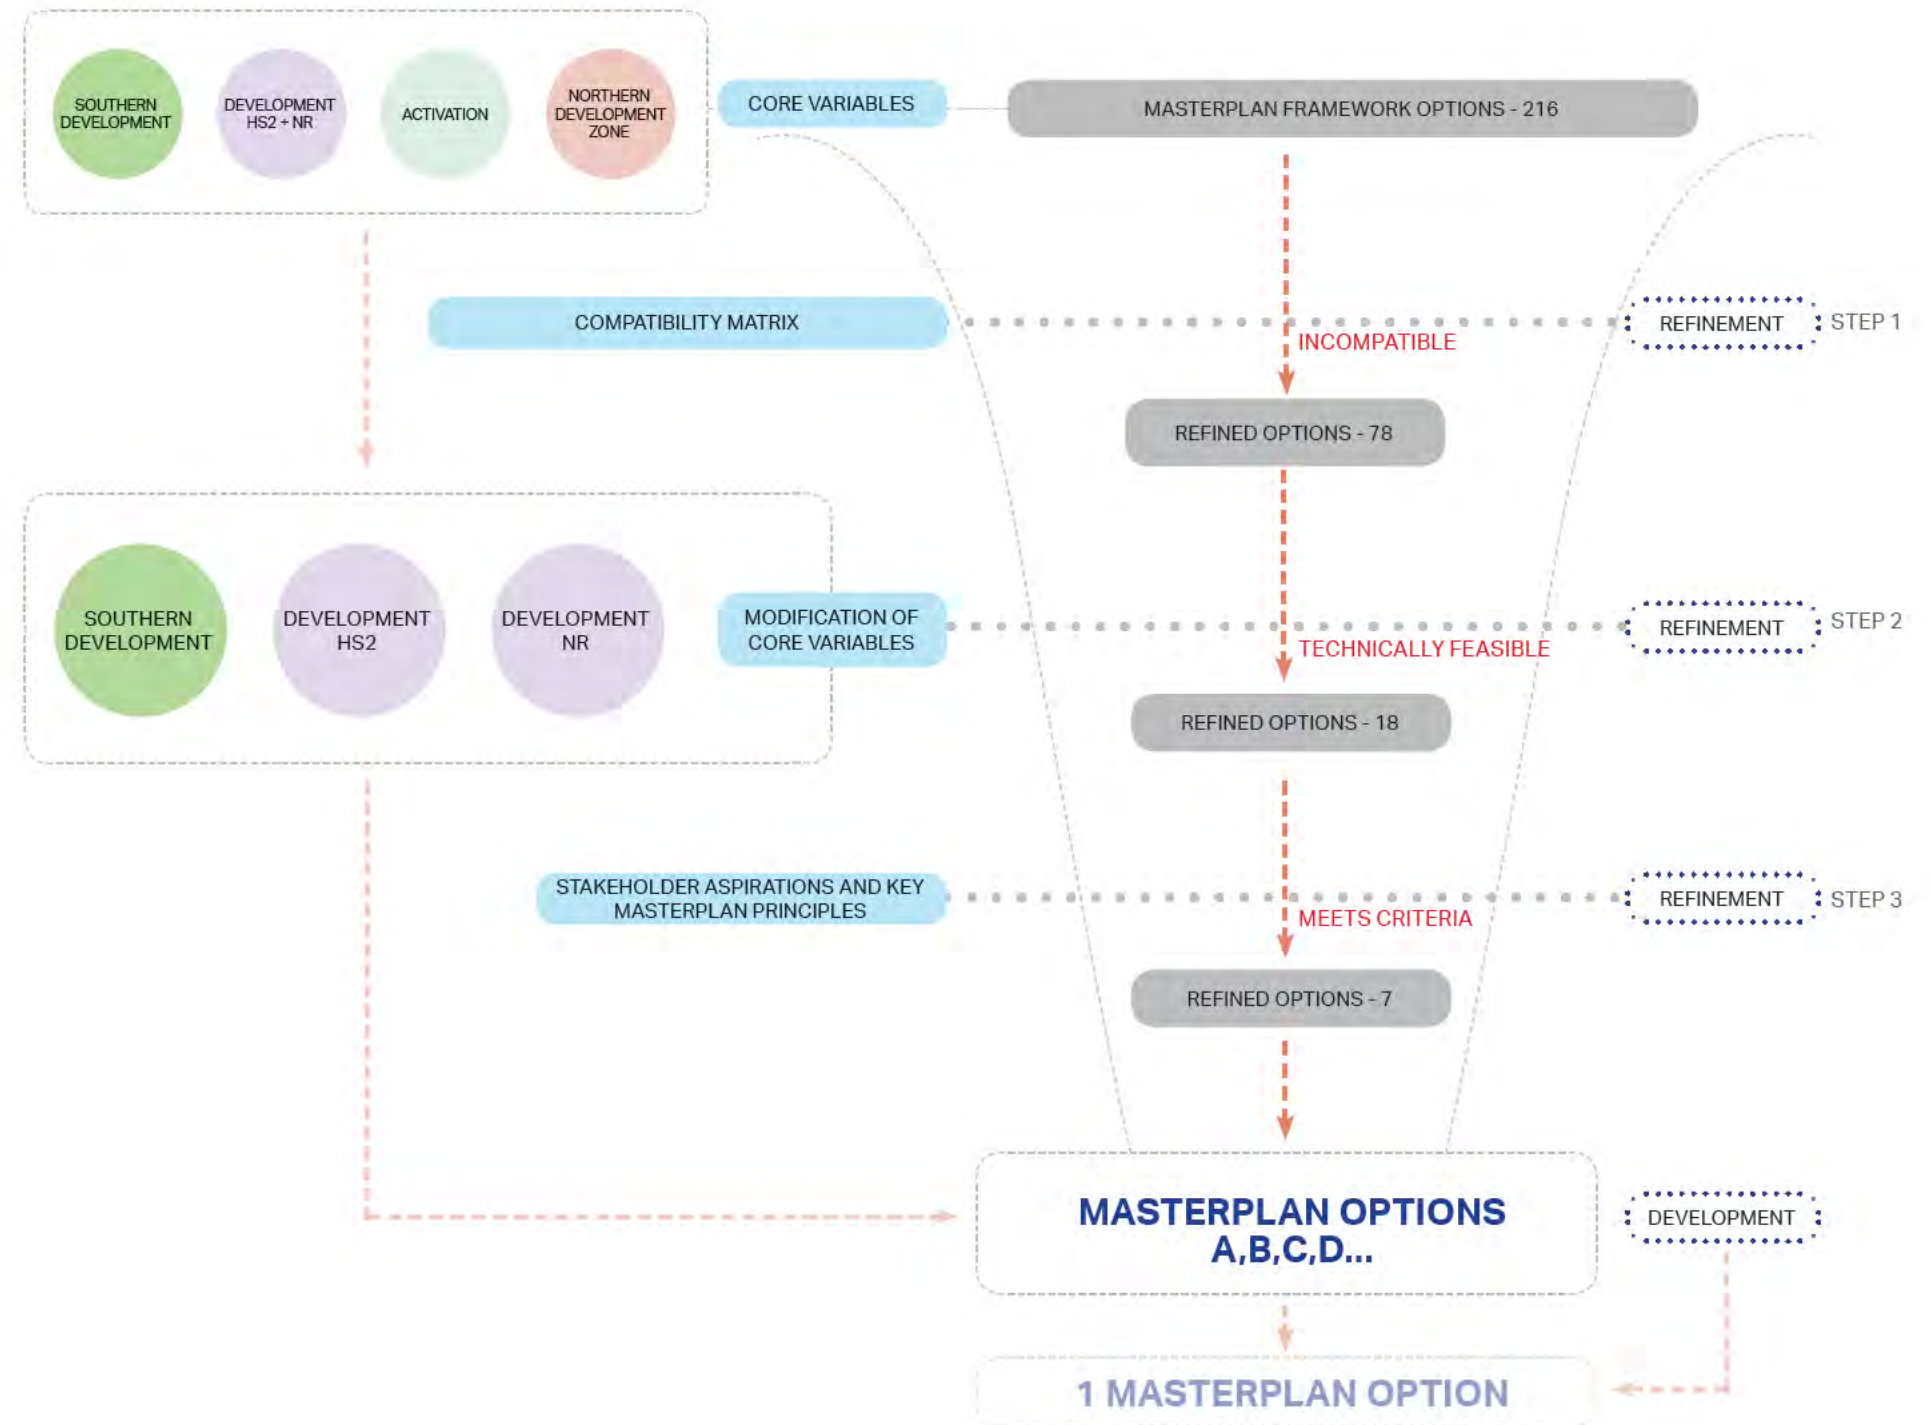 SOUTHERN
DEVELOPMENT
DEVELOPMENT
HS2 + NR
ACTIVATION
NORTHERN
DEVELOPMENT
ZONE
CORE VARIABLES
MASTERPLAN FRAMEWORK OPTIONS - 216
COMPATIBILITY MATRIX
INCOMPATIBLE
REFINEMENT
STEP 1
REFINED OPTIONS - 78
SOUTHERN
DEVELOPMENT
DEVELOPMENT
HS2
DEVELOPMENT
NR
MODIFICATION OF
CORE VARIABLES
TECHNICALLY FEASIBLE
REFINEMENT
STEP 2
REFINED OPTIONS - 18
STAKEHOLDER ASPIRATIONS AND KEY
MASTERPLAN PRINCIPLES
MEETS CRITERIA
REFINEMENT
STEP 3
REFINED OPTIONS - 7
MASTERPLAN OPTIONS
A,B,C,D...
DEVELOPMENT
1 MASTERPLAN OPTION